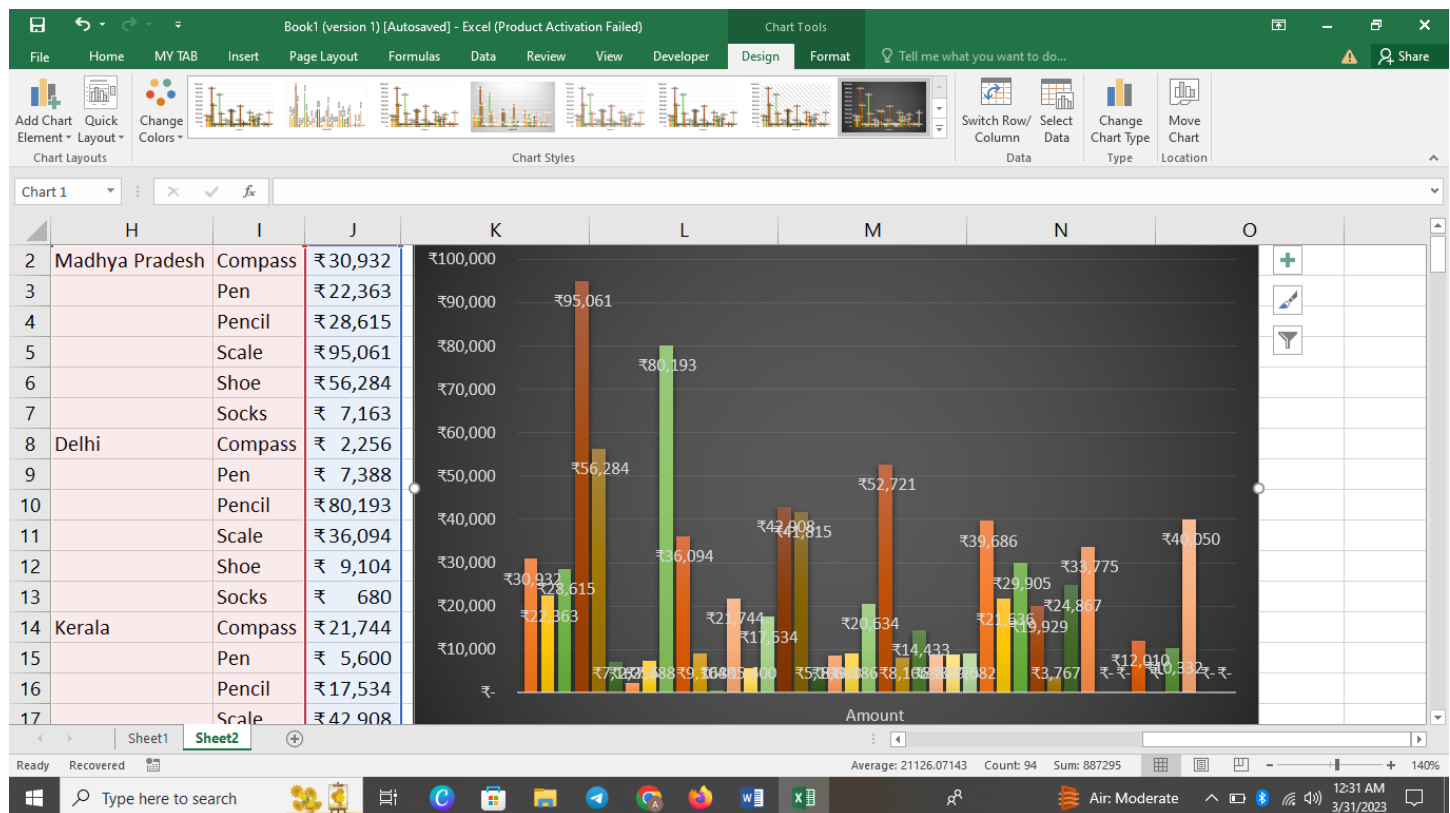 Book1 (version 1) [Autosaved] - Excel (Product Activation Failed) Chart Tools
File Home MY TAB Insert Page Layout Formulas Data Review View Developer Design Format Tell me what you want to do... Share
Add Chart Element Quick Layout Change Colors Switch Row/ Column Select Data Change Chart Type Move Chart
Chart Layouts Chart Styles Data Type Location
Chart 1 fx
H I J K L M N O
2 Madhya Pradesh Compass ₹30,932
3 Pen ₹22,363
4 Pencil ₹28,615
5 Scale ₹95,061
6 Shoe ₹56,284
7 Socks ₹ 7,163
8 Delhi Compass ₹ 2,256
9 Pen ₹ 7,388
10 Pencil ₹80,193
11 Scale ₹36,094
12 Shoe ₹ 9,104
13 Socks ₹ 680
14 Kerala Compass ₹21,744
15 Pen ₹ 5,600
16 Pencil ₹17,534
17 Scale ₹42,908
₹100,000
₹90,000
₹80,000
₹70,000
₹60,000
₹50,000
₹40,000
₹30,000
₹20,000
₹10,000
₹-
₹95,061
₹80,193
₹56,284
₹52,721
₹42,908 ₹41,815
₹39,686 ₹40,050
₹36,094
₹33,775
₹30,932 ₹28,615 ₹29,905
₹24,867
₹22,363 ₹21,744 ₹20,634 ₹21,636 ₹19,929
₹17,534
₹14,433
₹12,010 ₹10,332
₹3,767 ₹- ₹- ₹- ₹-
Amount
Sheet1 Sheet2
Ready Recovered Average: 21126.07143 Count: 94 Sum: 887295 140%
Type here to search Air: Moderate 12:31 AM
3/31/2023